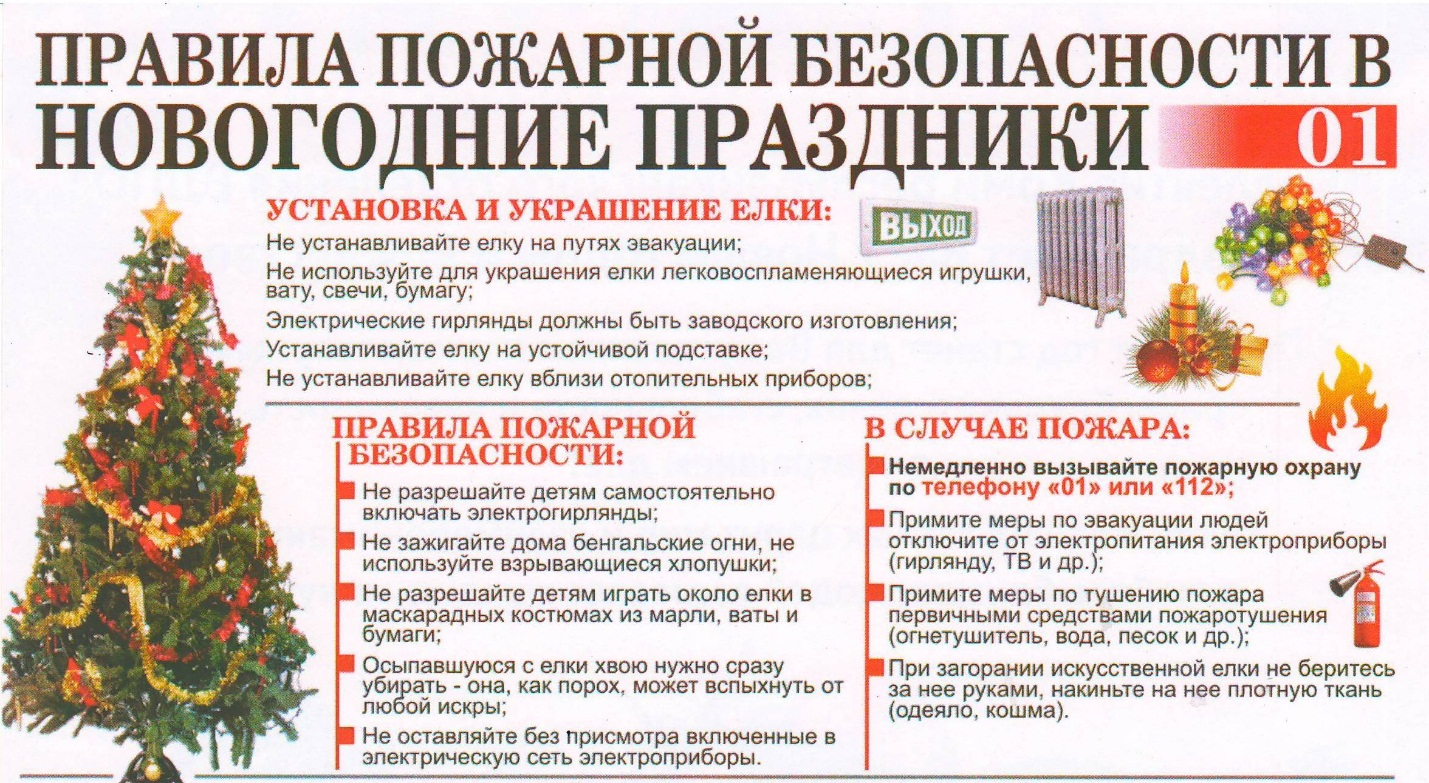 ПРАВИЛА ПОЖАРНОЙ БЕЗОПАСНОСТИ В
НОВОГОДНИЕ ПРАЗДНИКИ 01
УСТАНОВКА И УКРАШЕНИЕ ЕЛКИ:
ВЫХОД
Не устанавливайте елку на путях эвакуации;
Не используйте для украшения елки легковоспламеняющиеся игрушки,
вату, свечи, бумагу;
Электрические гирлянды должны быть заводского изготовления;
Устанавливайте елку на устойчивой подставке;
Не устанавливайте елку вблизи отопительных приборов;
ПРАВИЛА ПОЖАРНОЙ
БЕЗОПАСНОСТИ:
Не разрешайте детям самостоятельно
включать электрогирлянды;
Не зажигайте дома бенгальские огни, не
используйте взрывающиеся хлопушки;
Не разрешайте детям играть около елки в
маскарадных костюмах из марли, ваты и
бумаги;
Осыпавшуюся с елки хвою нужно сразу
убирать - она, как порох, может вспыхнуть от
любой искры;
Не оставляйте без присмотра включенные в
электрическую сеть электроприборы.
В СЛУЧАЕ ПОЖАРА:
Немедленно вызывайте пожарную охрану
по телефону «01» или «112»;
Примите меры по эвакуации людей
отключите от электропитания электроприборы
(гирлянду, ТВ и др.);
Примите меры по тушению пожара
первичными средствами пожаротушения
(огнетушитель, вода, песок и др.);
При загорании искусственной елки не беритесь
за нее руками, накиньте на нее плотную ткань
(одеяло, кошма).